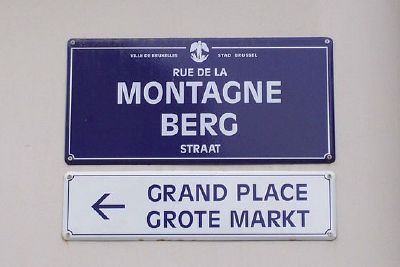 VILLE DE BRUXELLES STAD BRUSSEL
RUE DE LA
MONTAGNE
BERG
STRAAT
← GRAND PLACE
GROTE MARKT